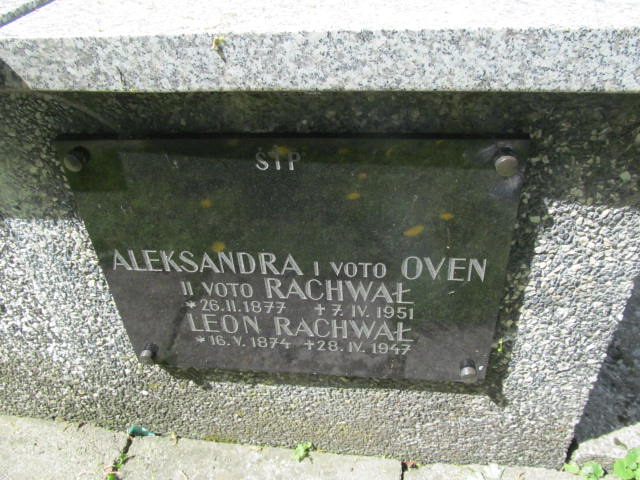 ŚTP
ALEKSANDRA I VOTO OVEN
II VOTO RACHWAŁ
*26.II.1877 +7.IV.1951
LEON RACHWAŁ
*16.V.1874 +28.IV.1947